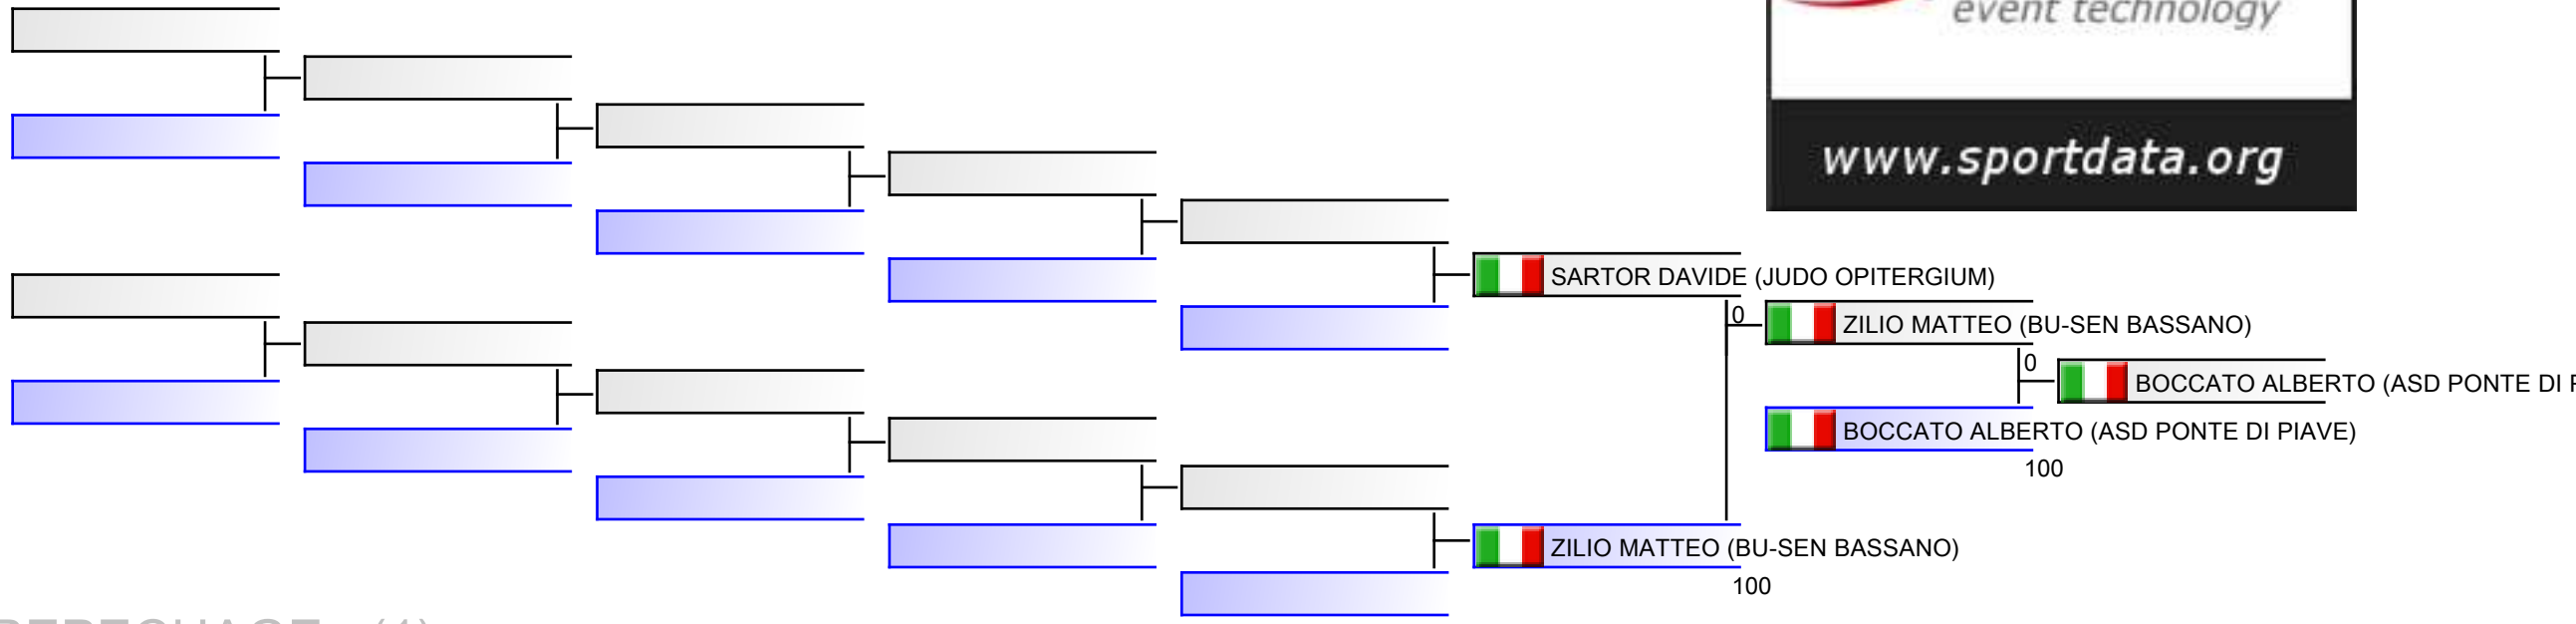 event technology
www.sportdata.org
SARTOR DAVIDE (JUDO OPITERGIUM)
0
ZILIO MATTEO (BU-SEN BASSANO)
0
BOCCATO ALBERTO (ASD PONTE DI
BOCCATO ALBERTO (ASD PONTE DI PIAVE)
100
ZILIO MATTEO (BU-SEN BASSANO)
100
(4)